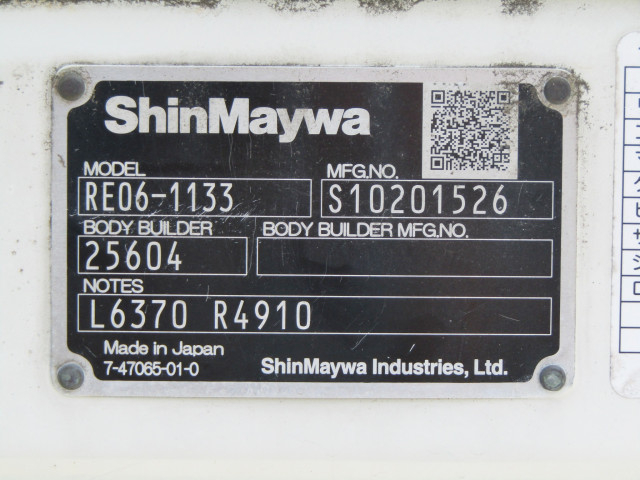 ShinMaywa
MODEL
MFG.NO.
RE06-1133
S10201526
BODY BUILDER
BODY BUILDER MFG.NO.
25604
NOTES
L6370 R4910
Made in Japan
7-47065-01-0
ShinMaywa Industries, Ltd.